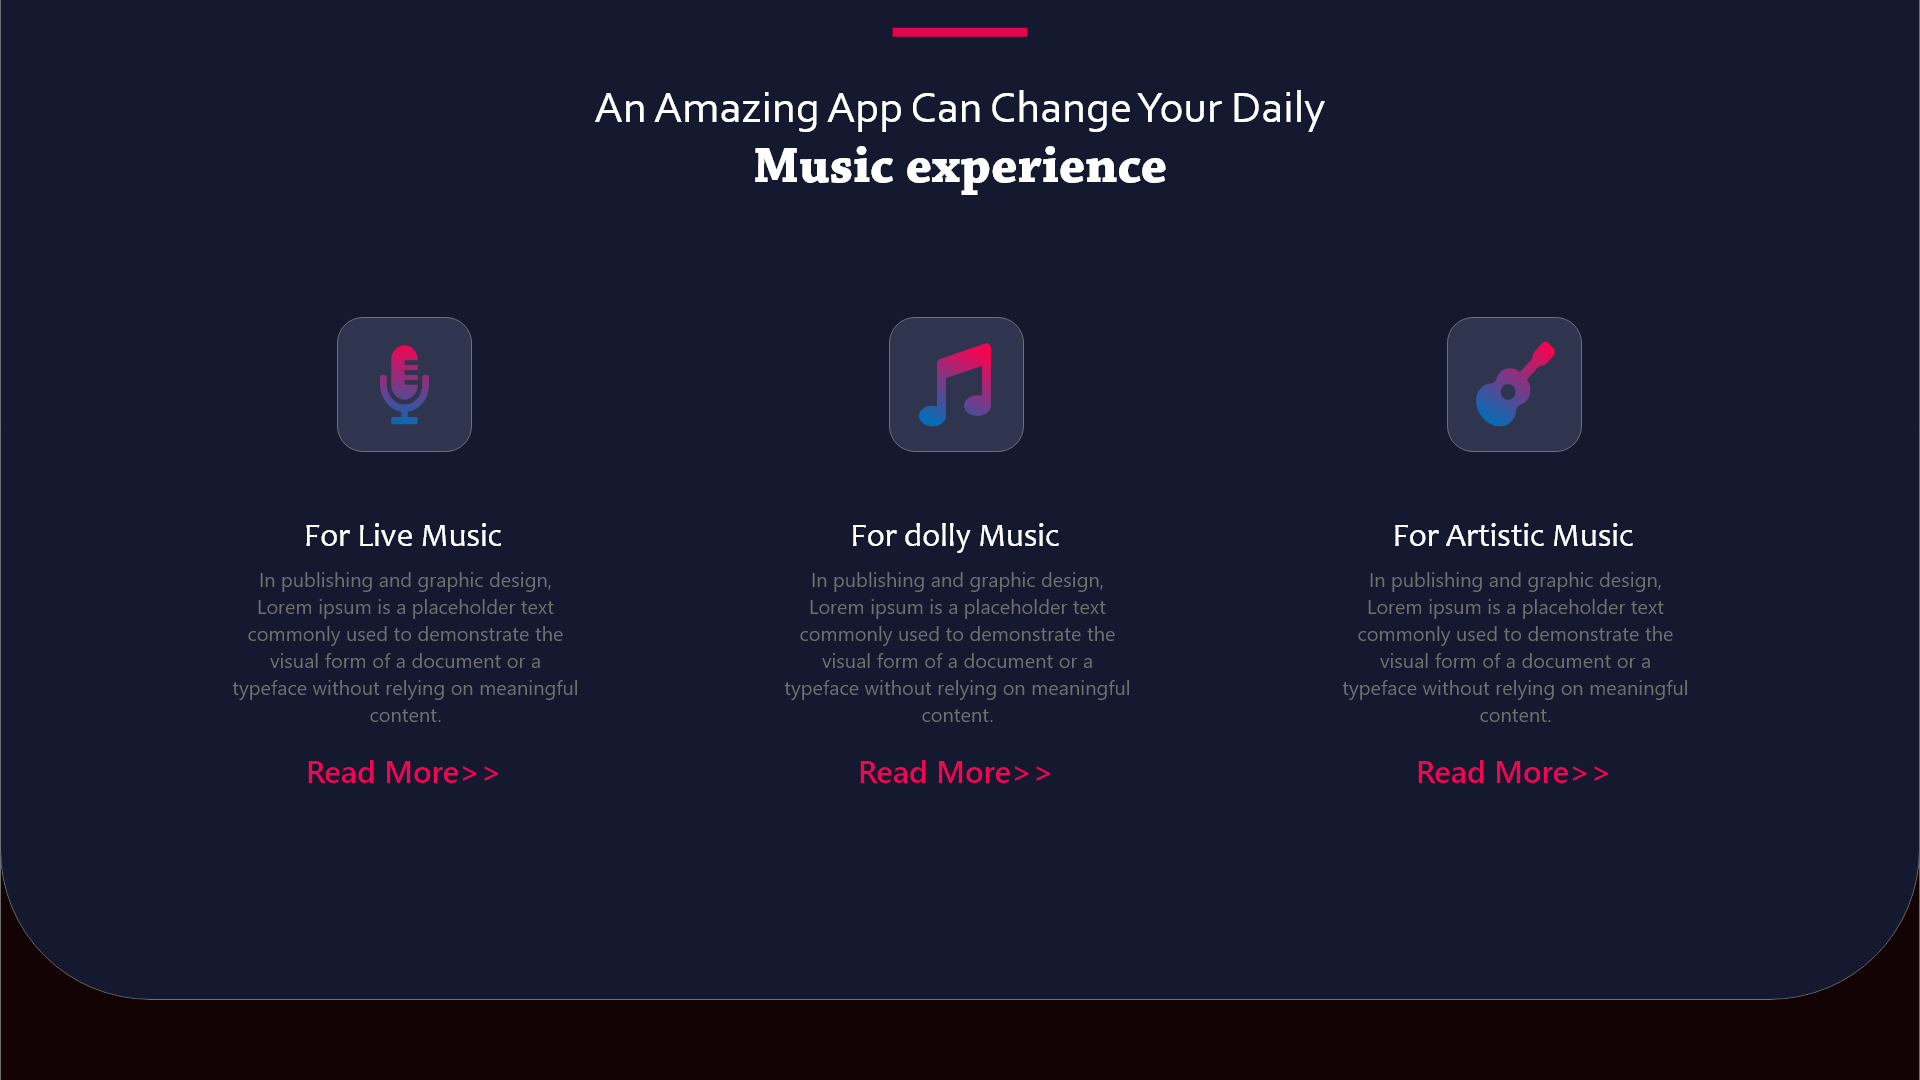 An Amazing App Can Change Your Daily
Music experience
For Live Music
In publishing and graphic design,
Lorem ipsum is a placeholder text
commonly used to demonstrate the
visual form of a document or a
typeface without relying on meaningful
content.
Read More>>
For dolly Music
In publishing and graphic design,
Lorem ipsum is a placeholder text
commonly used to demonstrate the
visual form of a document or a
typeface without relying on meaningful
content.
Read More>>
For Artistic Music
In publishing and graphic design,
Lorem ipsum is a placeholder text
commonly used to demonstrate the
visual form of a document or a
typeface without relying on meaningful
content.
Read More>>